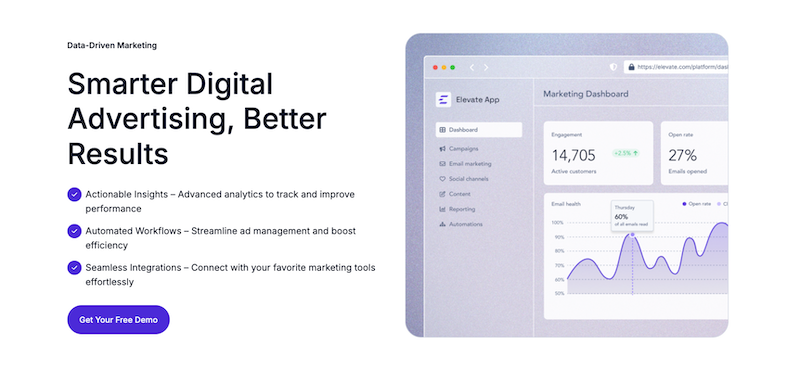 Data-Driven Marketing
Smarter Digital
Advertising, Better
Results
Actionable Insights – Advanced analytics to track and improve
performance
Automated Workflows – Streamline ad management and boost
efficiency
Seamless Integrations – Connect with your favorite marketing tools
effortlessly
Get Your Free Demo
https://elevate.com/platform/dash
Elevate App
Dashboard
Campaigns
Email marketing
Social channels
Content
Reporting
Automations
Marketing Dashboard
Engagement
14,705
+2.5%
Active customers
Open rate
27%
Emails opened
Email health
Open rate
Thursday
60%
of all emails read
100%
90%
80%
70%
60%
50%